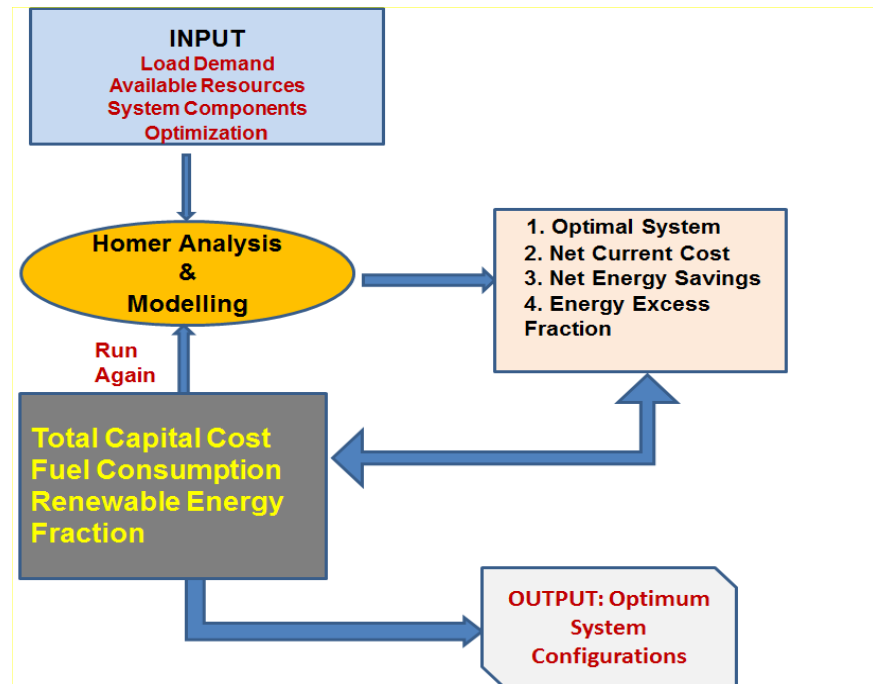 INPUT
Load Demand
Available Resources
System Components
Optimization
Homer Analysis
&
Modelling
1. Optimal System
2. Net Current Cost
3. Net Energy Savings
4. Energy Excess
Fraction
Run
Again
Total Capital Cost
Fuel Consumption
Renewable Energy
Fraction
OUTPUT: Optimum
System
Configurations